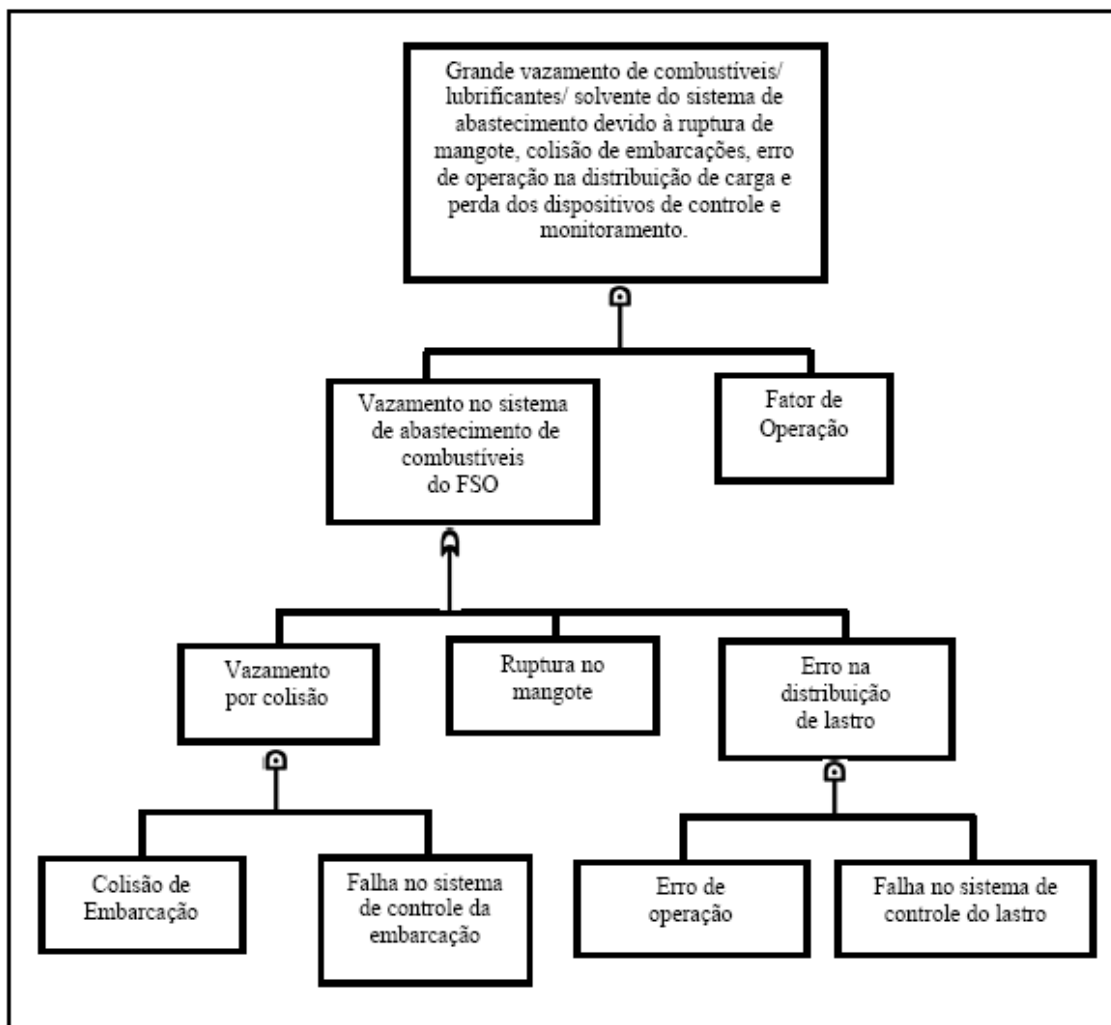 Grande vazamento de combustíveis/
lubrificantes/ solvente do sistema de
abastecimento devido à ruptura de
mangote, colisão de embarcações, erro
de operação na distribuição de carga e
perda dos dispositivos de controle e
monitoramento.
Vazamento no sistema
de abastecimento de
combustíveis
do FSO
Fator de
Operação
Vazamento
por colisão
Ruptura no
mangote
Erro na
distribuição
de lastro
Colisão de
Embarcação
Falha no sistema
de controle da
embarcação
Erro de
operação
Falha no sistema de
controle do lastro